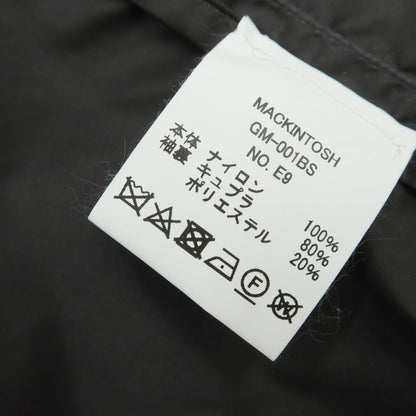 MACKINTOSH
GM-001BS
NO. E9
本体 ナイロン 100%
袖裏 キュプラ 80%
ポリエステル 20%
F